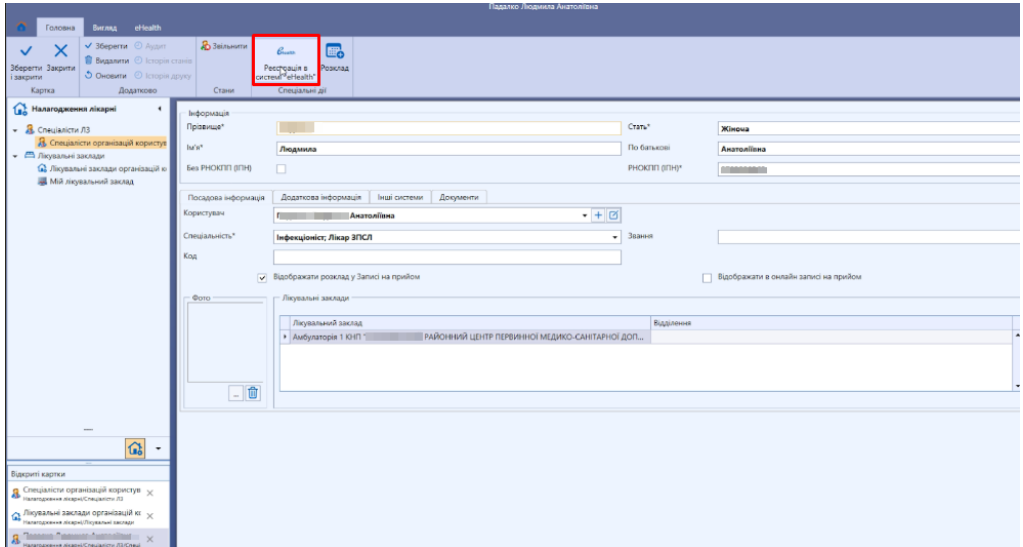 Падалко Людмила Анатоліївна
Головна Вигляд eHealth
Зберегти і закрити
Закрити
Зберегти Аудит
Видалити Історія станів
Оновити Історія друку
Звільнити
Реєстрація в системі "eHealth"
Розклад
Картка Додатково Стани Спеціальні дії
Налагодження лікарні
Спеціалісти ЛЗ
Спеціалісти організацій користув
Лікувальні заклади
Лікувальні заклади організацій к
Мій лікувальний заклад
Інформація
Прізвище*
Стать* Жіноча
Ім'я* Людмила
По батькові Анатоліївна
Без РНОКПП (ІПН)
РНОКПП (ІПН)*
Посадова інформація Додаткова інформація Інші системи Документи
Користувач Анатоліївна
Спеціальність* Інфекціоніст; Лікар ЗПСЛ
Звання
Код
Відображати розклад у Записі на прийом
Відображати в онлайн записі на прийом
Фото
Лікувальні заклади
Лікувальний заклад Відділення
Амбулаторія 1 КНП " РАЙОННИЙ ЦЕНТР ПЕРВИННОЇ МЕДИКО-САНІТАРНОЇ ДОП...
...
Відкриті картки
Спеціалісти організацій користув
Налагодження лікарні/Спеціалісти ЛЗ
Лікувальні заклади організацій к
Налагодження лікарні/Лікувальні заклади
Налагодження лікарні/Спеціалісти ЛЗ/Спеці